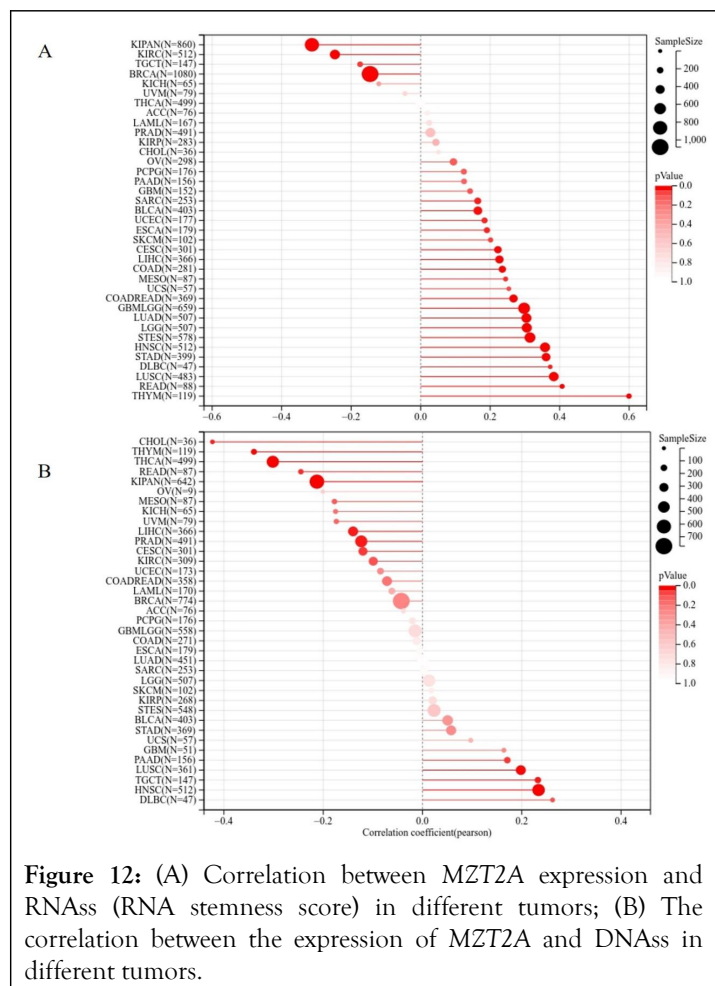 A
KIPAN(N=860)
KIRC(N=512)
TGCT(N=147)
BRCA(N=1080)
KICH(N=65)
UVM(N=79)
THCA(N=499)
ACC(N=76)
LAML(N=167)
PRAD(N=491)
KIRP(N=283)
CHOL(N=36)
OV(N=298)
PCPG(N=176)
PAAD(N=156)
GBM(N=152)
SARC(N=253)
BLCA(N=403)
UCEC(N=177)
ESCA(N=179)
SKCM(N=102)
CESC(N=301)
LIHC(N=366)
COAD(N=281)
MESO(N=87)
UCS(N=57)
COADREAD(N=369)
GBMLGG(N=659)
LUAD(N=507)
LGG(N=507)
STES(N=578)
HNSC(N=512)
STAD(N=399)
DLBC(N=47)
LUSC(N=483)
READ(N=88)
THYM(N=119)
−0.6 −0.4 −0.2 0.0 0.2 0.4 0.6
SampleSize
200
400
600
800
1,000
pValue
0.0
0.2
0.4
0.6
0.8
1.0
B
CHOL(N=36)
THYM(N=119)
THCA(N=499)
READ(N=87)
KIPAN(N=642)
OV(N=9)
MESO(N=87)
KICH(N=65)
UVM(N=79)
LIHC(N=366)
PRAD(N=491)
CESC(N=301)
KIRC(N=309)
UCEC(N=173)
COADREAD(N=358)
LAML(N=170)
BRCA(N=774)
ACC(N=76)
PCPG(N=176)
GBMLGG(N=558)
COAD(N=271)
ESCA(N=179)
LUAD(N=451)
SARC(N=253)
LGG(N=507)
SKCM(N=102)
KIRP(N=268)
STES(N=548)
BLCA(N=403)
STAD(N=369)
UCS(N=57)
GBM(N=51)
PAAD(N=156)
LUSC(N=361)
TGCT(N=147)
HNSC(N=512)
DLBC(N=47)
−0.4 −0.2 0.0 0.2 0.4
Correlation coefficient(pearson)
SampleSize
100
200
300
400
500
600
700
pValue
0.0
0.2
0.4
0.6
0.8
1.0
Figure 12: (A) Correlation between MZT2A expression and
RNAss (RNA stemness score) in different tumors; (B) The
correlation between the expression of MZT2A and DNAss in
different tumors.